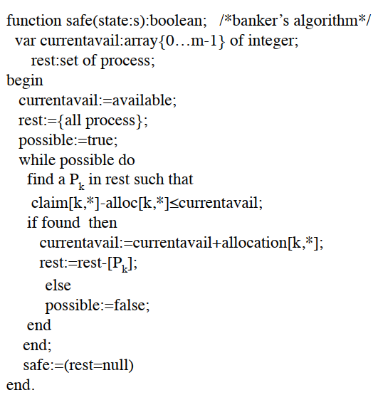 function safe(state:s):boolean;   /*banker’s algorithm*/
var currentavail:array{0…m-1} of integer;
rest:set of process;
begin
currentavail:=available;
rest:={all process};
possible:=true;
while possible do
find a Pk in rest such that
claim[k,*]-alloc[k,*]≤currentavail;
if found  then
currentavail:=currentavail+allocation[k,*];
rest:=rest-[Pk];
else
possible:=false;
end
end;
safe:=(rest=null)
end.